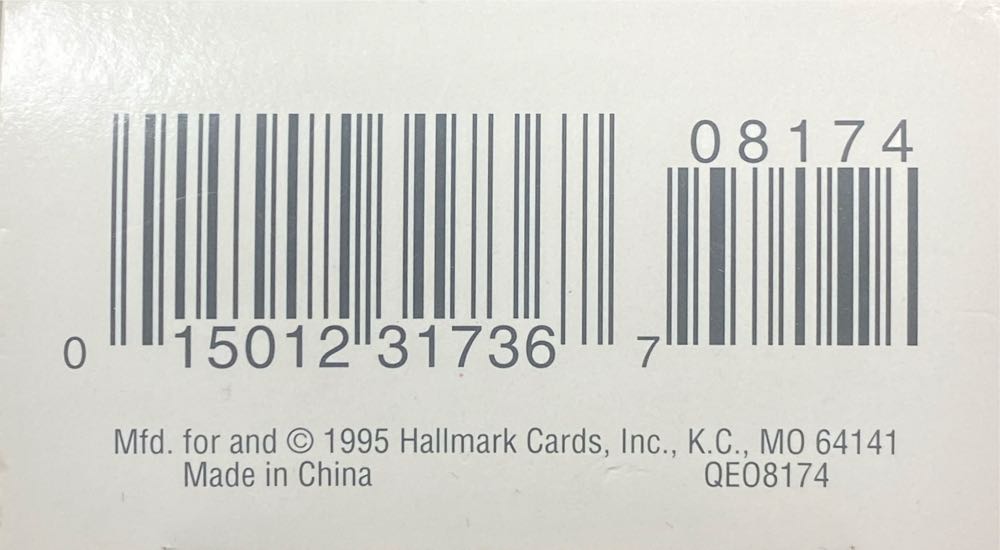 08174
0 15012 31736 7
Mfd. for and © 1995 Hallmark Cards, Inc., K.C., MO 64141
Made in China QEO8174